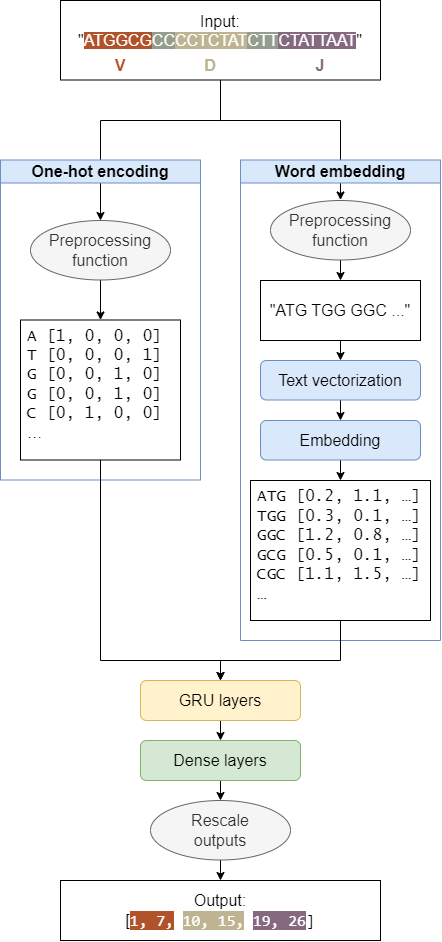 Input:
"ATGGCGCCCCTCTATCTTCTATTAAT"
V D J
One-hot encoding
Preprocessing
function
A [1, 0, 0, 0]
T [0, 0, 0, 1]
G [0, 0, 1, 0]
G [0, 0, 1, 0]
C [0, 1, 0, 0]
...
Word embedding
Preprocessing
function
"ATG TGG GGC ..."
Text vectorization
Embedding
ATG [0.2, 1.1, …]
TGG [0.3, 0.1, …]
GGC [1.2, 0.8, …]
GCG [0.5, 0.1, …]
CGC [1.1, 1.5, …]
...
GRU layers
Dense layers
Rescale
outputs
Output:
[1, 7, 10, 15, 19, 26]